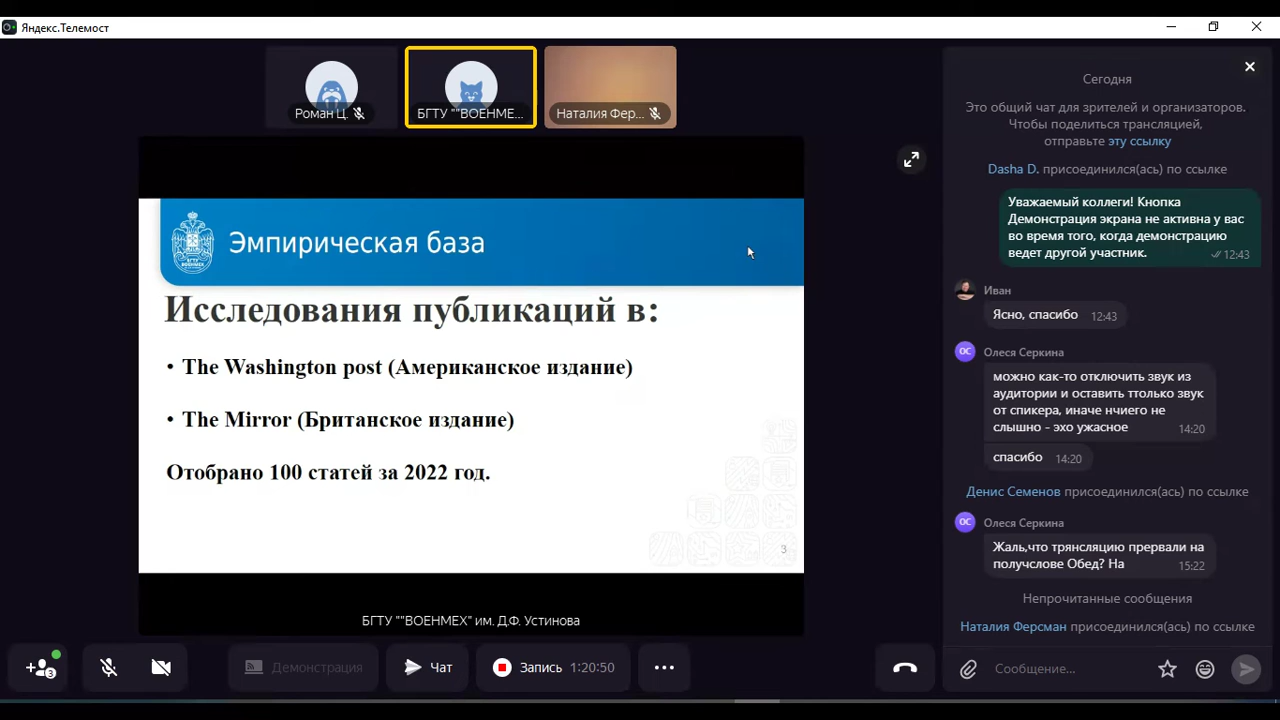 Яндекс.Телемост
Роман Ц.
БГТУ ""ВОЕНМЕ...
Наталия Фер...
Эмпирическая база
БГТУ
ВОЕНМЕХ
Исследования публикаций в:
• The Washington post (Американское издание)
• The Mirror (Британское издание)
Отобрано 100 статей за 2022 год.
3
БГТУ ""ВОЕНМЕХ" им. Д.Ф. Устинова
3
Демонстрация
Чат
Запись 1:20:50
Сегодня
Это общий чат для зрителей и организаторов.
Чтобы поделиться трансляцией,
отправьте эту ссылку
Dasha D. присоединился(ась) по ссылке
Уважаемый коллеги! Кнопка
Демонстрация экрана не активна у вас
во время того, когда демонстрацию
ведет другой участник. 12:43
Иван
Ясно, спасибо 12:43
ОС Олеся Серкина
можно как-то отключить звук из
аудитории и оставить ттолько звук
от спикера, иначе нчиего не
слышно - эхо ужасное 14:20
спасибо 14:20
Денис Семенов присоединился(ась) по ссылке
ОС Олеся Серкина
Жаль,что трянсляцию прервали на
получслове Обед? На 15:22
Непрочитанные сообщения
Наталия Ферсман присоединился(ась) по ссылке
Сообщение...